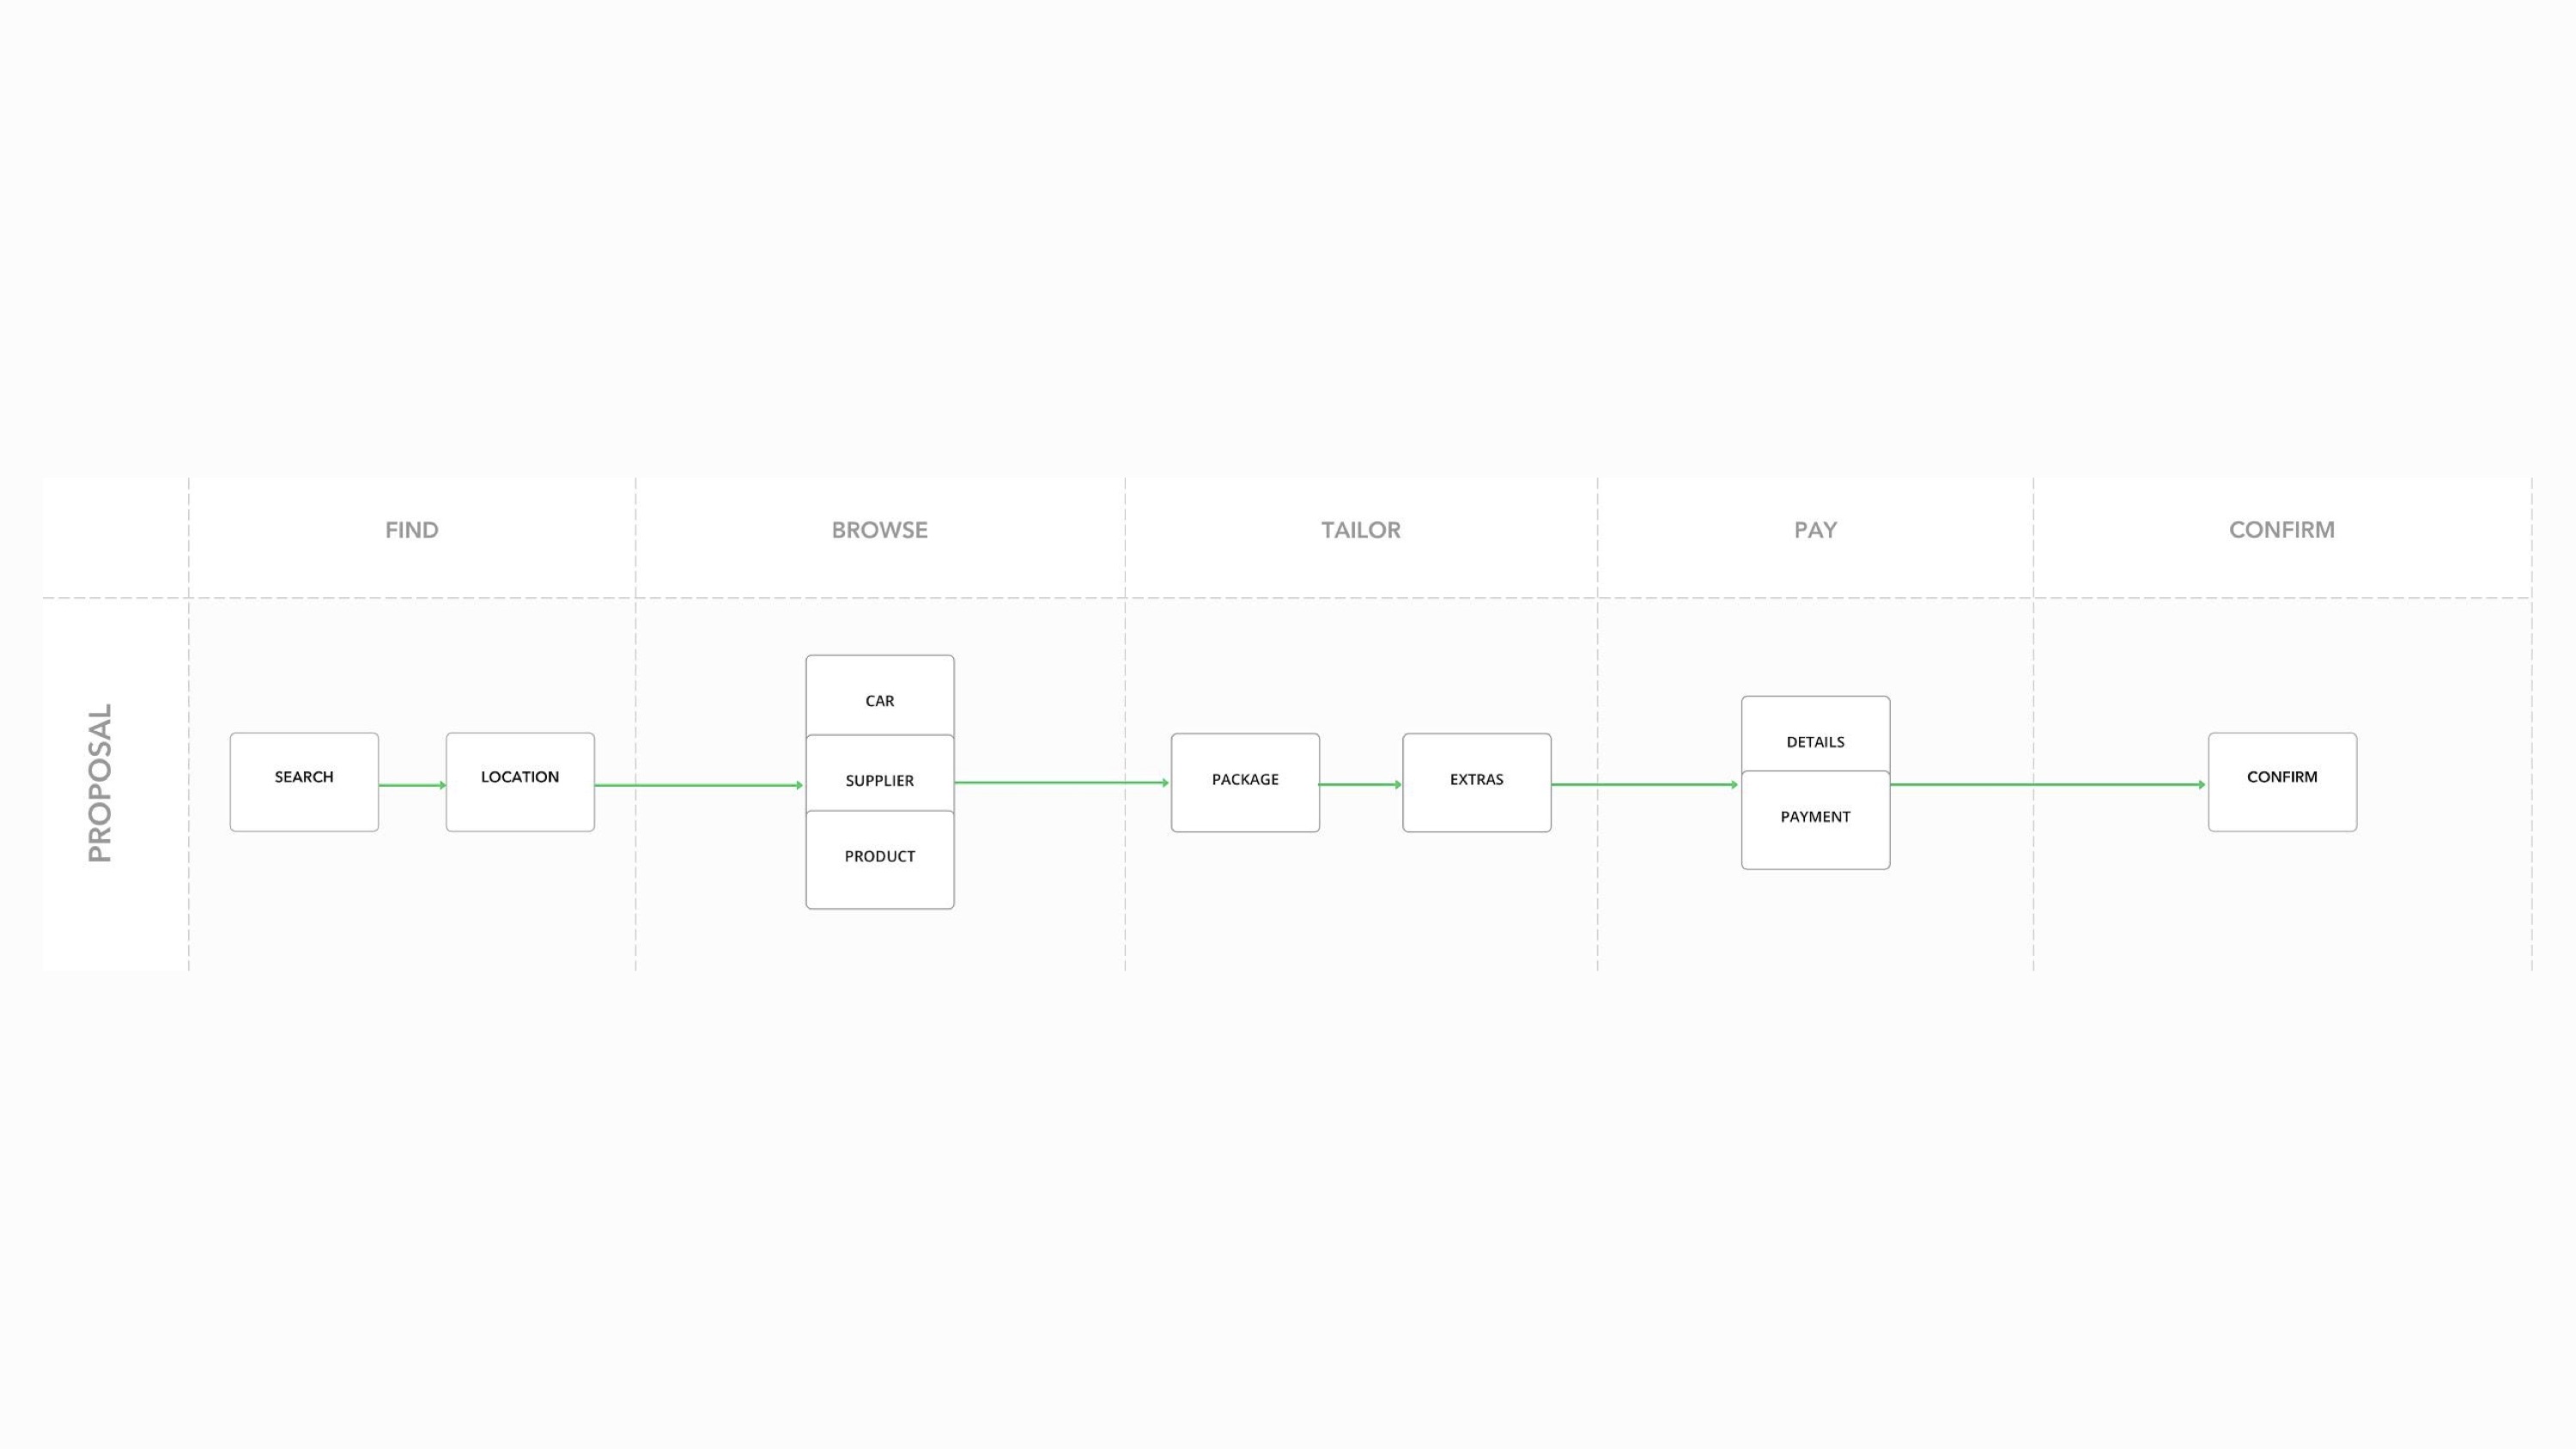 FIND
BROWSE
TAILOR
PAY
CONFIRM
PROPOSAL
SEARCH
LOCATION
CAR
SUPPLIER
PRODUCT
PACKAGE
EXTRAS
DETAILS
PAYMENT
CONFIRM